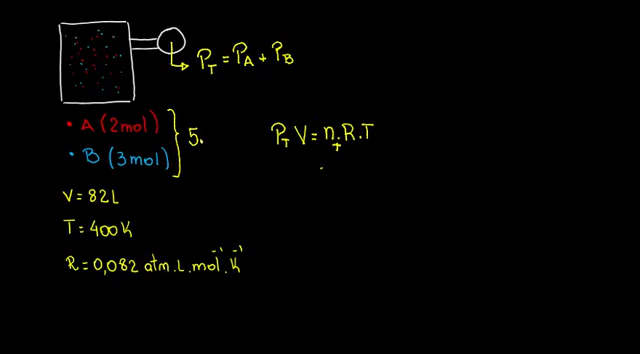 P_T = P_A + P_B
• A (2mol)
• B (3mol)
5.
P_T V = n_T . R . T
V = 82L
T = 400K
R = 0,082 atm . L . mol⁻¹ . K⁻¹